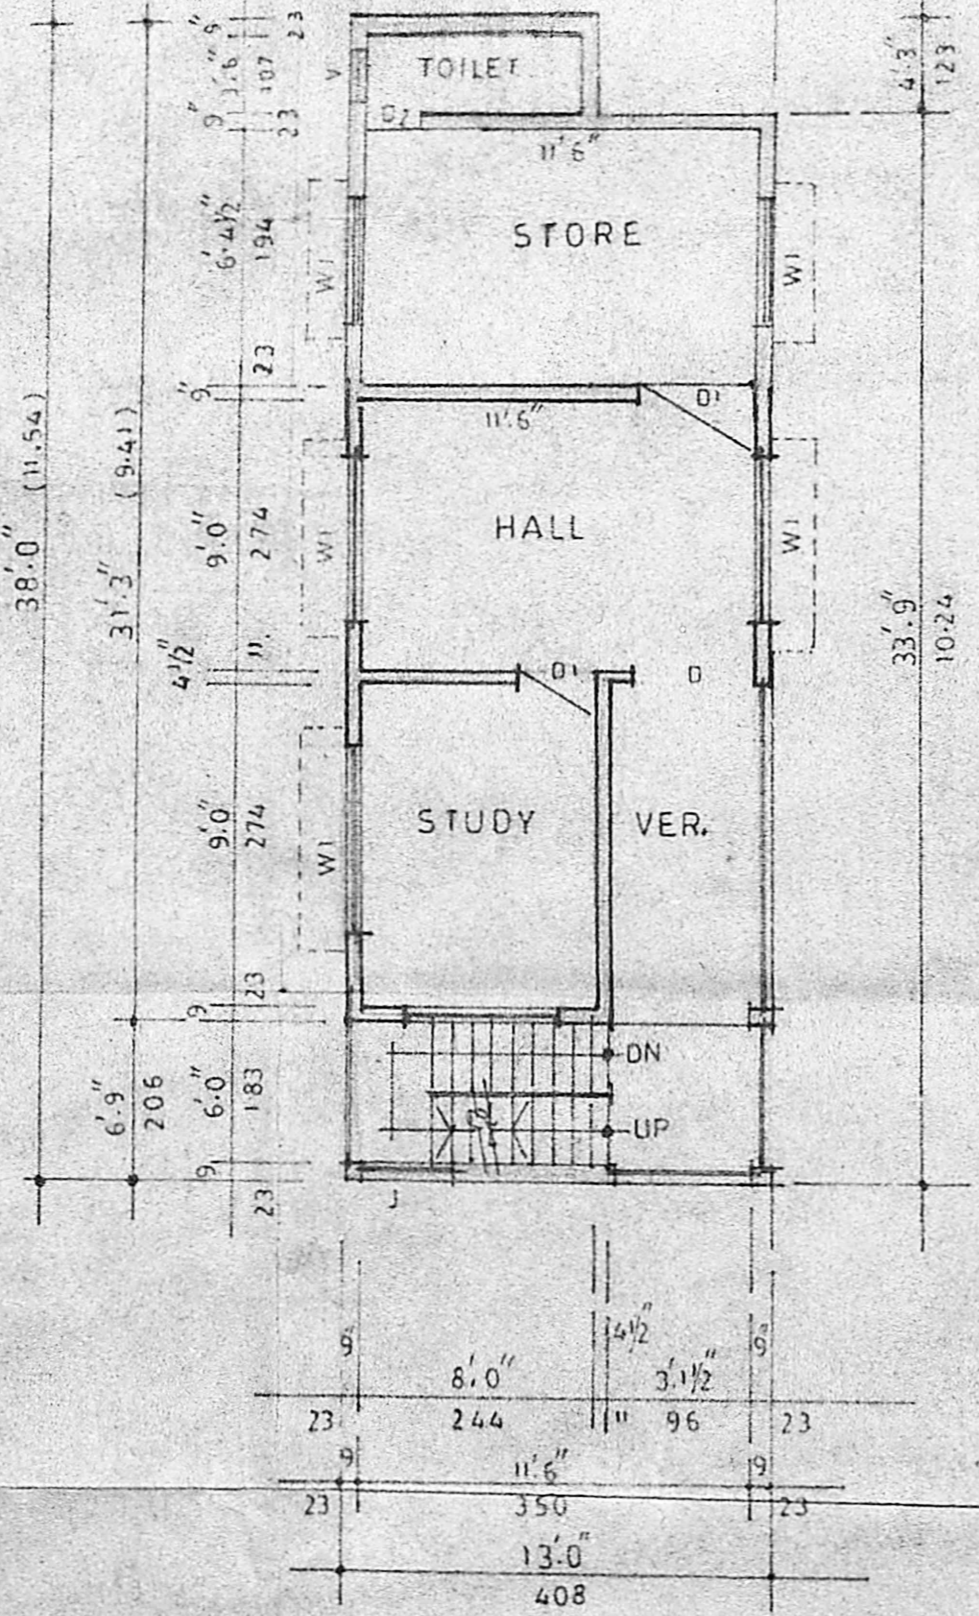 9"
23
3'.6"
107
V
TOILET
4'.3"
123
9"
23
D2
11'6"
6'.4½
194
W1
STORE
W1
23
9"
D1
11'.6"
38'.0" (11.54)
31'.3" (9.41)
9'.0"
274
W1
HALL
W1
33'.9"
10.24
4½"
11.
D1
D
9'.0"
274
W1
STUDY
VER.
23
9
DN
6'.9"
206
6'.0"
183
UP
9
23
J
9"
4½"
9"
8'.0"
3'.1½"
23
244
11
96
23
9
11'.6"
9
23
350
23
13'.0"
408